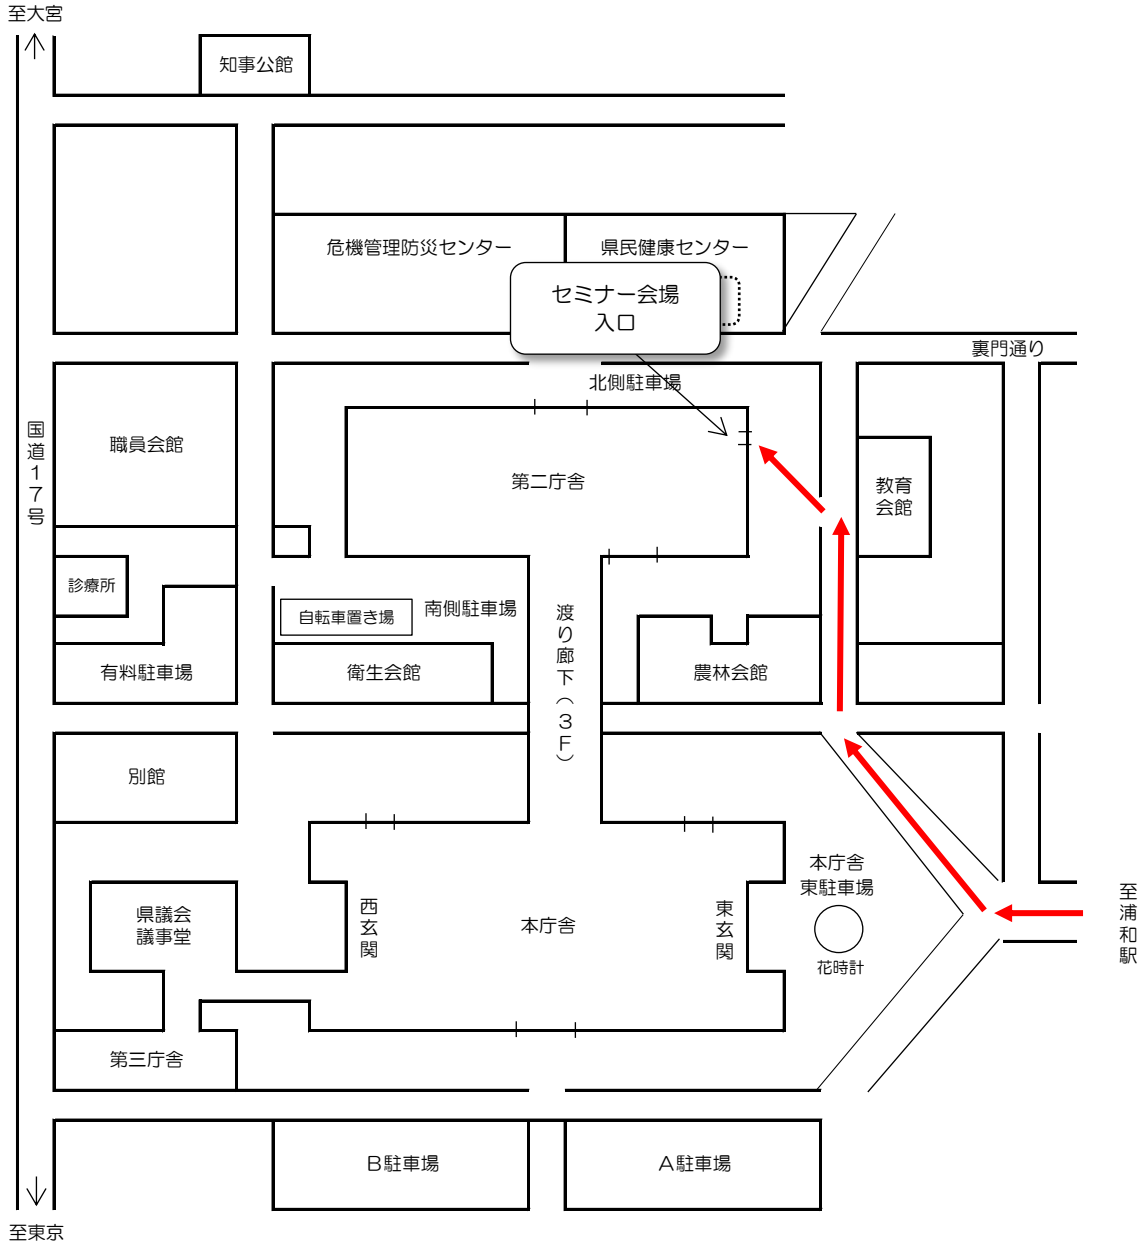 至大宮
知事公館
危機管理防災センター
県民健康センター
セミナー会場
入口
裏門通り
北側駐車場
国道１７号
職員会館
第二庁舎
教育
会館
診療所
自転車置き場
南側駐車場
渡り廊下（３Ｆ）
有料駐車場
衛生会館
農林会館
別館
本庁舎
東駐車場
県議会
議事堂
西玄関
本庁舎
東玄関
花時計
至浦和駅
第三庁舎
Ｂ駐車場
Ａ駐車場
至東京